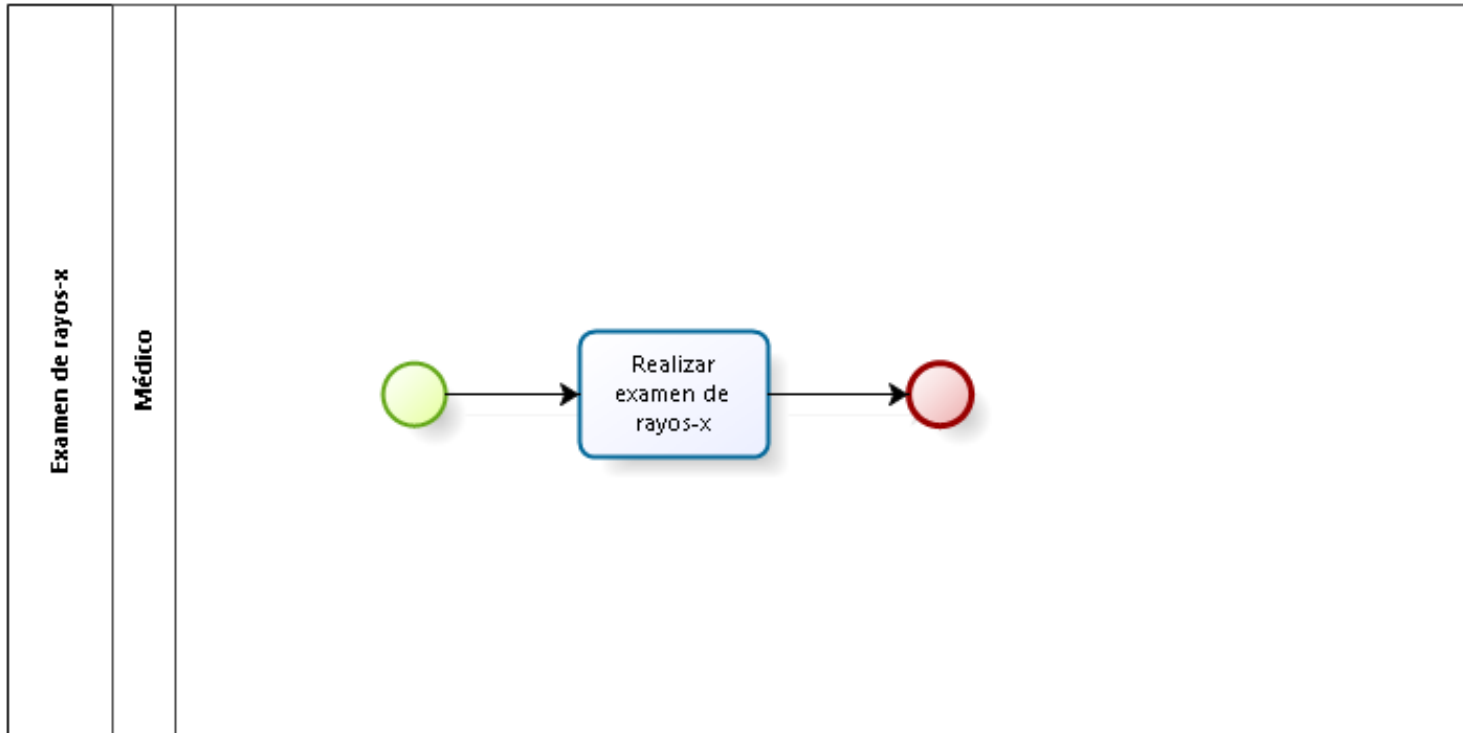 Examen de rayos-x
Médico
Realizar
examen de
rayos-x